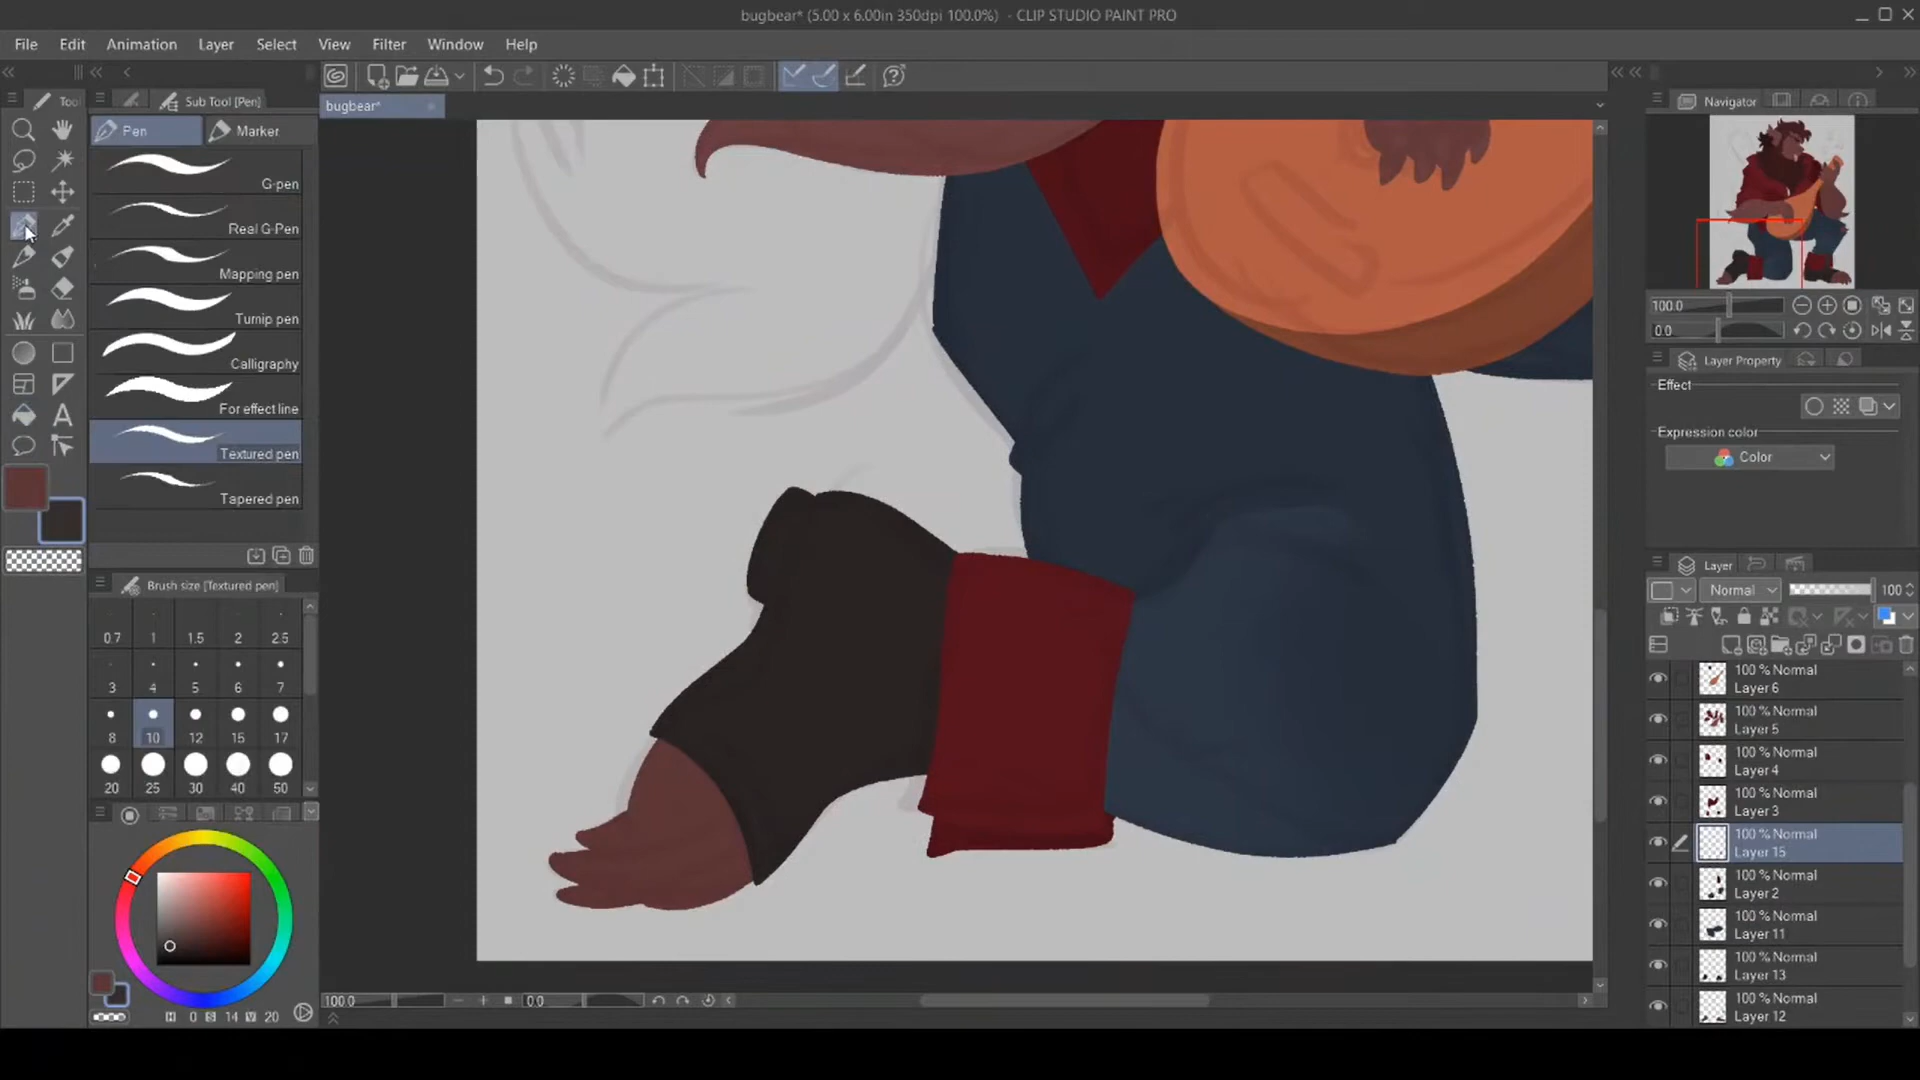 bugbear* (5.00 x 6.00in 350dpi 100.0%) - CLIP STUDIO PAINT PRO
File Edit Animation Layer Select View Filter Window Help
Tool
Sub Tool [Pen]
bugbear*
Navigator
Pen
Marker
G-pen
Real G-Pen
Mapping pen
Turnip pen
Calligraphy
For effect line
Textured pen
Tapered pen
Brush size [Textured pen]
0.7 1 1.5 2 2.5
3 4 5 6 7
8 10 12 15 17
20 25 30 40 50
H 0 S 14 V 20
100.0
0.0
100.0
0.0
Layer Property
Effect
Expression color
Color
Layer
Normal
100
100 % Normal
Layer 6
100 % Normal
Layer 5
100 % Normal
Layer 4
100 % Normal
Layer 3
100 % Normal
Layer 15
100 % Normal
Layer 2
100 % Normal
Layer 11
100 % Normal
Layer 13
100 % Normal
Layer 12